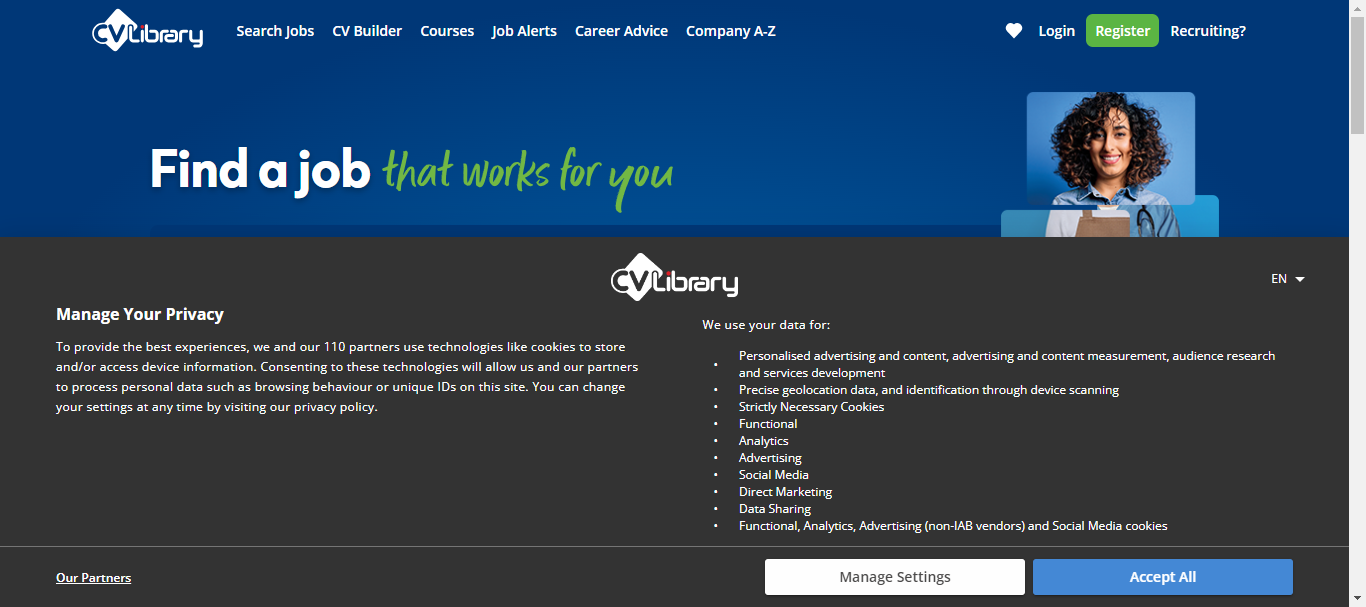 CVLibrary Search Jobs CV Builder Courses Job Alerts Career Advice Company A-Z Login Register Recruiting?
Find a job that works for you
CVLibrary
EN
Manage Your Privacy
To provide the best experiences, we and our 110 partners use technologies like cookies to store
and/or access device information. Consenting to these technologies will allow us and our partners
to process personal data such as browsing behaviour or unique IDs on this site. You can change
your settings at any time by visiting our privacy policy.
We use your data for:
• Personalised advertising and content, advertising and content measurement, audience research
and services development
• Precise geolocation data, and identification through device scanning
• Strictly Necessary Cookies
• Functional
• Analytics
• Advertising
• Social Media
• Direct Marketing
• Data Sharing
• Functional, Analytics, Advertising (non-IAB vendors) and Social Media cookies
Our Partners
Manage Settings
Accept All